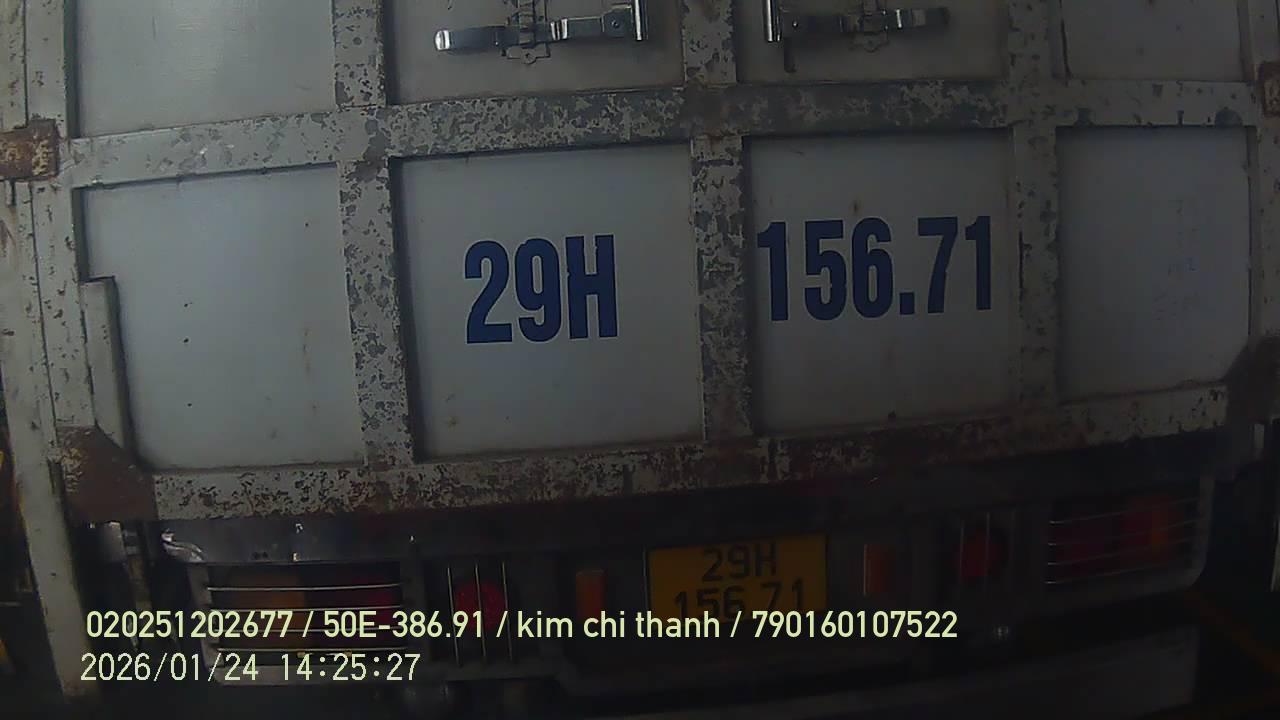 29H 156.71
29H
156.71
020251202677 / 50E-386.91 / kim chi thanh / 790160107522
2026/01/24 14:25:27